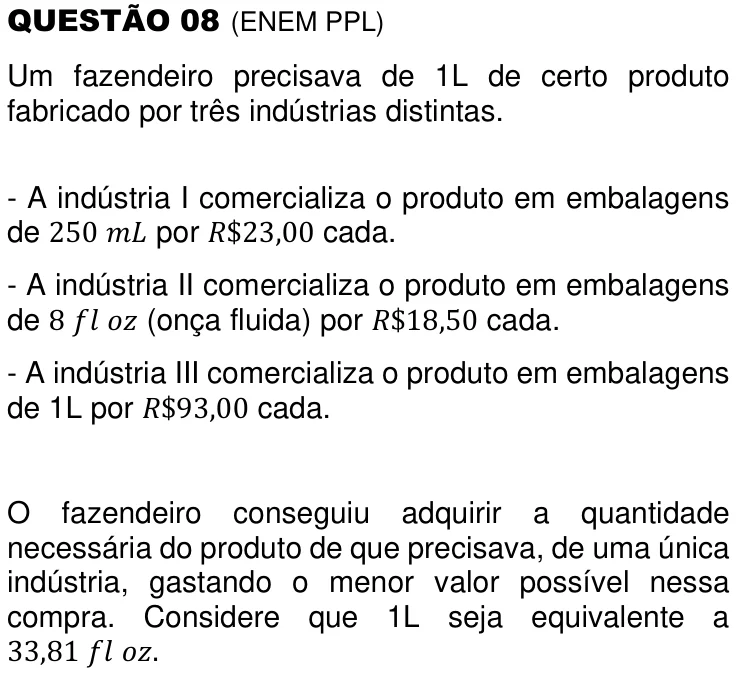 QUESTÃO 08 (ENEM PPL)
Um fazendeiro precisava de 1L de certo produto
fabricado por três indústrias distintas.
- A indústria I comercializa o produto em embalagens
de 250 mL por R$23,00 cada.
- A indústria II comercializa o produto em embalagens
de 8 fl oz (onça fluida) por R$18,50 cada.
- A indústria III comercializa o produto em embalagens
de 1L por R$93,00 cada.
O fazendeiro conseguiu adquirir a quantidade
necessária do produto de que precisava, de uma única
indústria, gastando o menor valor possível nessa
compra. Considere que 1L seja equivalente a
33,81 fl oz.